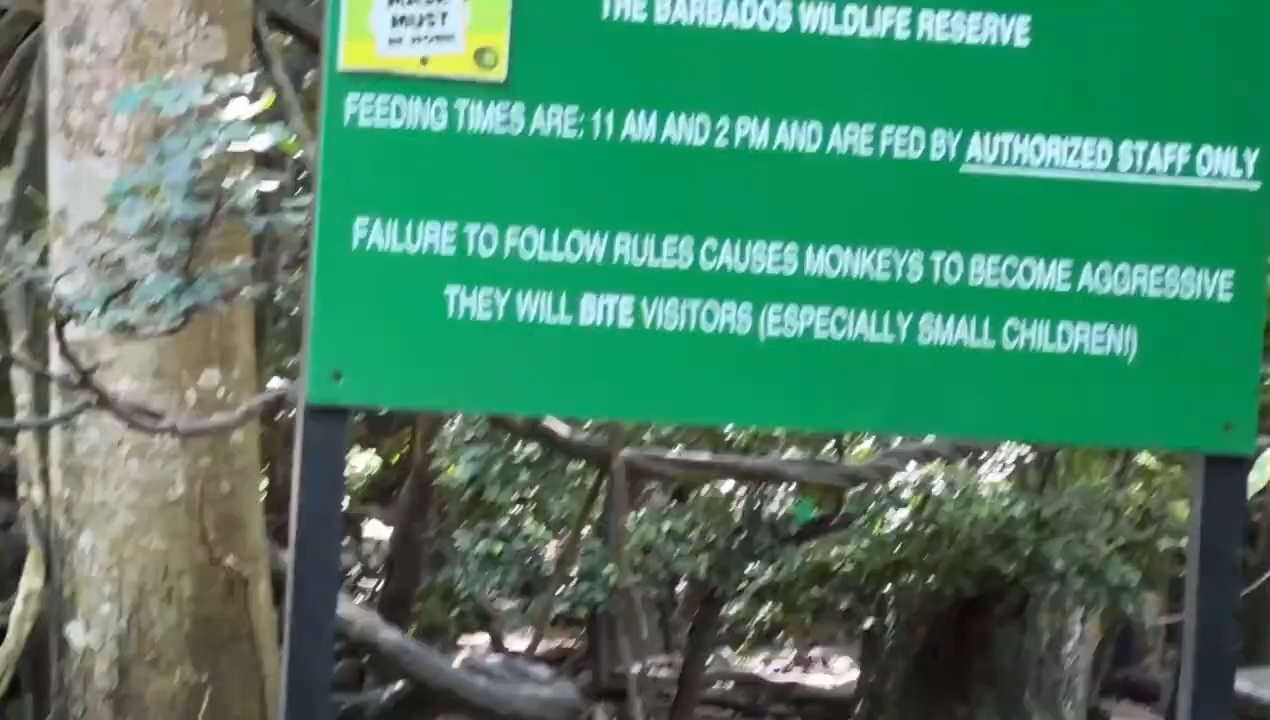 MUST
THE BARBADOS WILDLIFE RESERVE
FEEDING TIMES ARE: 11 AM AND 2 PM AND ARE FED BY AUTHORIZED STAFF ONLY
FAILURE TO FOLLOW RULES CAUSES MONKEYS TO BECOME AGGRESSIVE
THEY WILL BITE VISITORS (ESPECIALLY SMALL CHILDREN!)